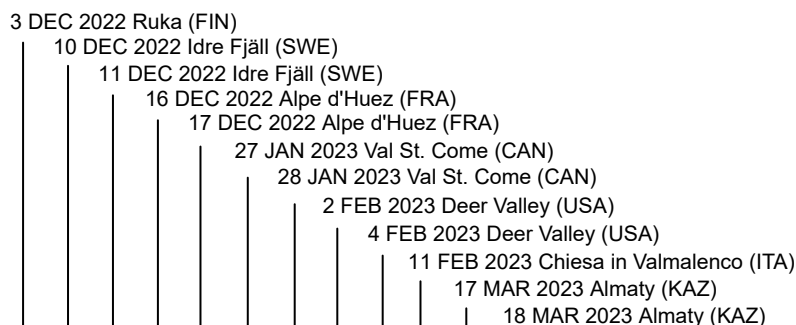 3 DEC 2022 Ruka (FIN)
10 DEC 2022 Idre Fjäll (SWE)
11 DEC 2022 Idre Fjäll (SWE)
16 DEC 2022 Alpe d'Huez (FRA)
17 DEC 2022 Alpe d'Huez (FRA)
27 JAN 2023 Val St. Come (CAN)
28 JAN 2023 Val St. Come (CAN)
2 FEB 2023 Deer Valley (USA)
4 FEB 2023 Deer Valley (USA)
11 FEB 2023 Chiesa in Valmalenco (ITA)
17 MAR 2023 Almaty (KAZ)
18 MAR 2023 Almaty (KAZ)